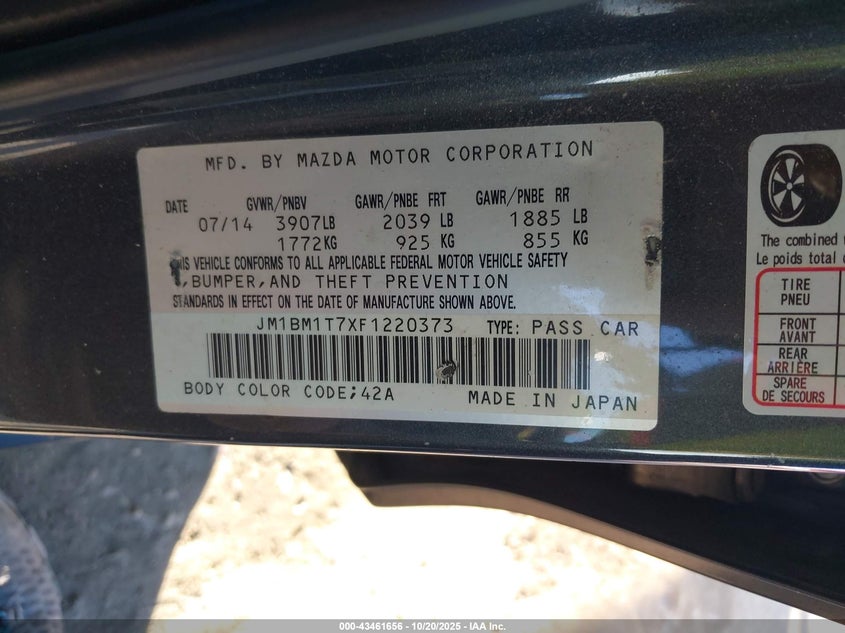 MFD. BY MAZDA MOTOR CORPORATION
DATE GVWR/PNBV GAWR/PNBE FRT GAWR/PNBE RR
07/14 3907LB 2039 LB 1885 LB
1772KG 925 KG 855 KG
VEHICLE CONFORMS TO ALL APPLICABLE FEDERAL MOTOR VEHICLE SAFETY
,BUMPER,AND THEFT PREVENTION
STANDARDS IN EFFECT ON THE DATE OF MANUFACTURE SHOWN ABOVE.
JM1BM1T7XF1220373 TYPE: PASS CAR
BODY COLOR CODE;42A MADE IN JAPAN
The combined
Le poids total
TIRE
PNEU
FRONT
AVANT
REAR
ARRIÈRE
SPARE
DE SECOURS
000-43461656 - 10/20/2025 - IAA Inc.